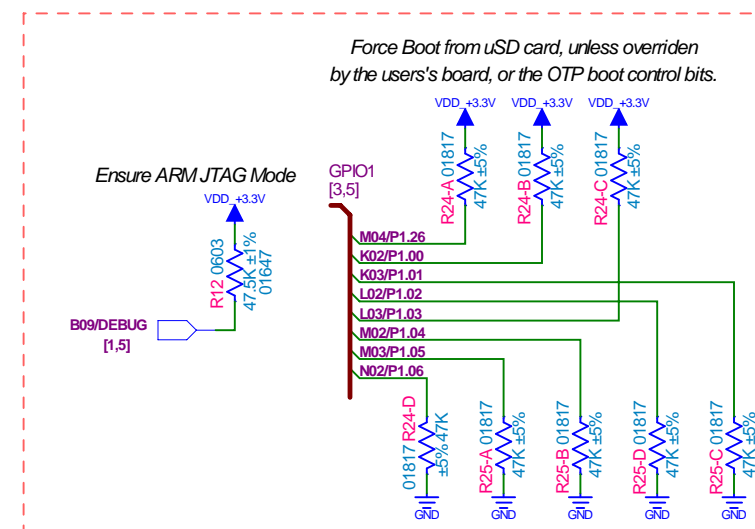 Force Boot from uSD card, unless overriden
by the users's board, or the OTP boot control bits.
VDD_+3.3V
VDD_+3.3V
VDD_+3.3V
R24-A 01817
47K ±5%
R24-B 01817
47K ±5%
R24-C 01817
47K ±5%
Ensure ARM JTAG Mode
VDD_+3.3V
R12 0603
47.5K ±1%
01647
B09/DEBUG
[1,5]
GPIO1
[3,5]
M04/P1.26
K02/P1.00
K03/P1.01
L02/P1.02
L03/P1.03
M02/P1.04
M03/P1.05
N02/P1.06
01817 R24-D
±5% 47K
R25-A 01817
47K ±5%
R25-B 01817
47K ±5%
R25-D 01817
47K ±5%
R25-C 01817
47K ±5%
GND
GND
GND
GND
GND